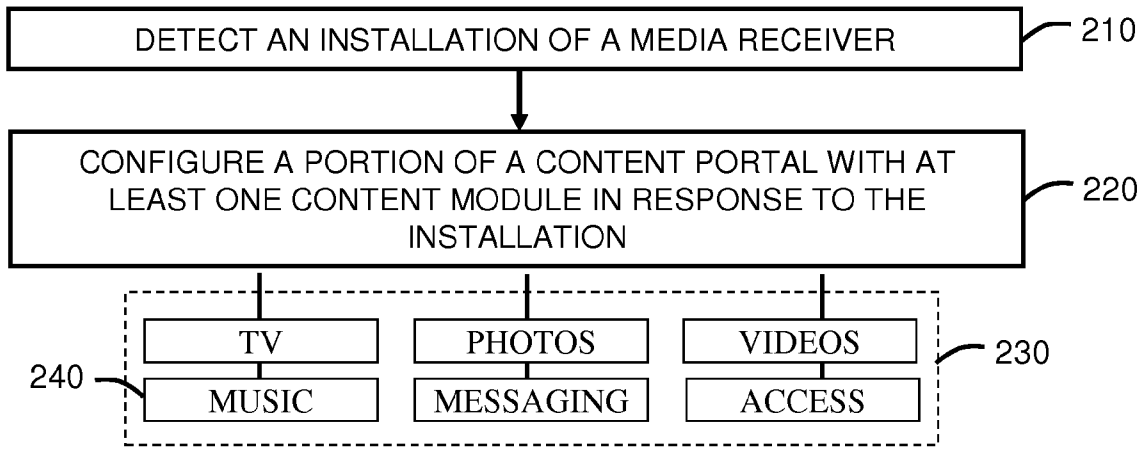 DETECT AN INSTALLATION OF A MEDIA RECEIVER
210
CONFIGURE A PORTION OF A CONTENT PORTAL WITH AT
LEAST ONE CONTENT MODULE IN RESPONSE TO THE
INSTALLATION
220
TV
PHOTOS
VIDEOS
230
240
MUSIC
MESSAGING
ACCESS